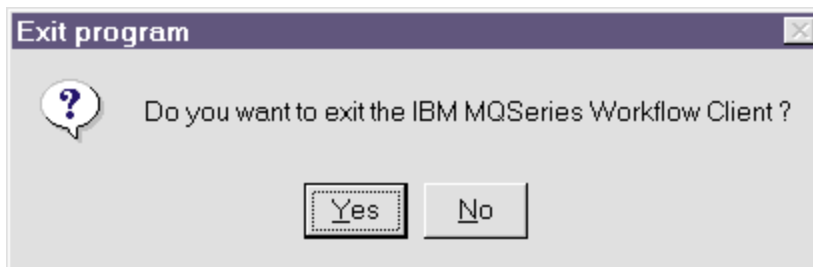 Exit program
Do you want to exit the IBM MQSeries Workflow Client ?
Yes No